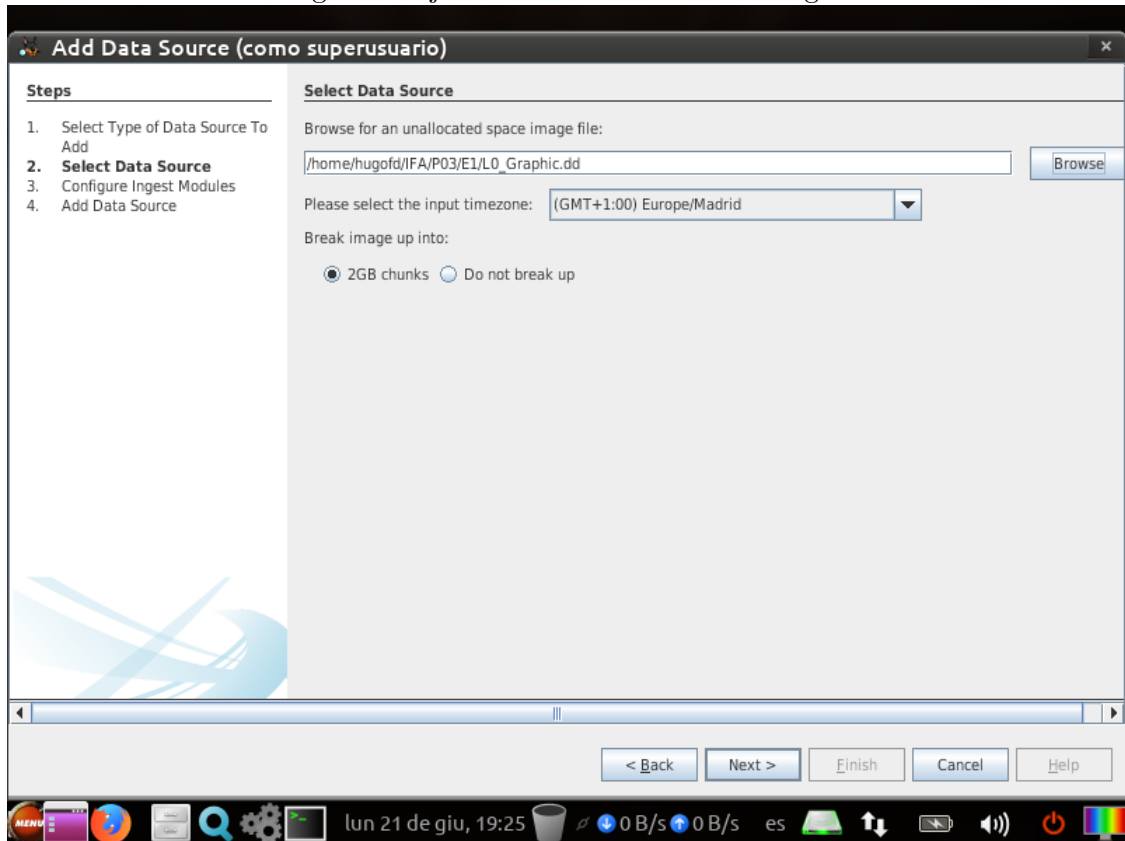 Add Data Source (como superusuario)
Steps
1. Select Type of Data Source To
Add
2. Select Data Source
3. Configure Ingest Modules
4. Add Data Source
Select Data Source
Browse for an unallocated space image file:
/home/hugofd/IFA/P03/E1/L0_Graphic.dd
Browse
Please select the input timezone: (GMT+1:00) Europe/Madrid
Break image up into:
2GB chunks Do not break up
< Back Next > Finish Cancel Help
MENU lun 21 de giu, 19:25 0 B/s 0 B/s es